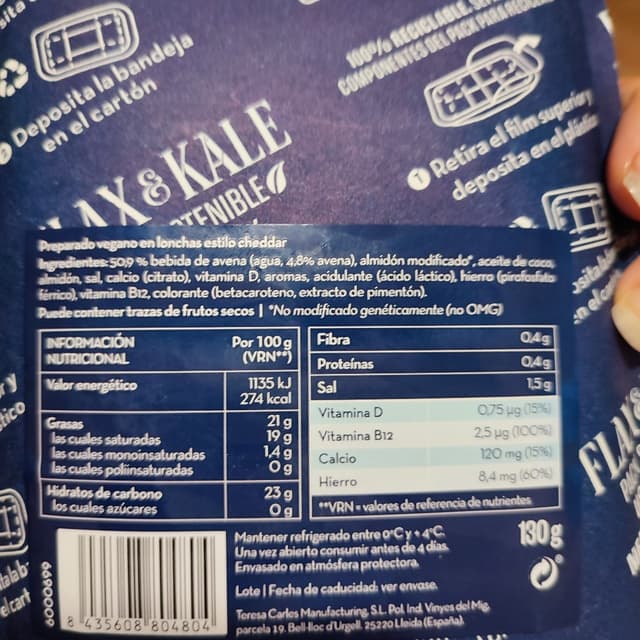 Deposita la bandeja
en el cartón
100% RECICLABLE,
COMPONENTES DEL PACK PARA
1 Retira el film superior y
deposita en el
LAX & KALE
TENIBLE
Preparado vegano en lonchas estilo cheddar
Ingredientes: 50,9 % bebida de avena (agua, 4,8% avena), almidón modificado*, aceite de coco,
almidón, sal, calcio (citrato), vitamina D, aromas, acidulante (ácido láctico), hierro (pirofosfato
férrico), vitamina B12, colorante (betacaroteno, extracto de pimentón).
Puede contener trazas de frutos secos | *No modificado genéticamente (no OMG)
INFORMACIÓN NUTRICIONAL Por 100 g (VRN**)
Valor energético 1135 kJ
274 kcal
Grasas 21 g
las cuales saturadas 19 g
las cuales monoinsaturadas 1,4 g
las cuales poliinsaturadas 0 g
Hidratos de carbono 23 g
los cuales azúcares 0 g
Fibra 0,4 g
Proteínas 0,4 g
Sal 1,5 g
Vitamina D 0,75 µg (15%)
Vitamina B12 2,5 µg (100%)
Calcio 120 mg (15%)
Hierro 8,4 mg (60%)
**VRN = valores de referencia de nutrientes
Mantener refrigerado entre 0ºC y + 4ºC.
Una vez abierto consumir antes de 4 días.
Envasado en atmósfera protectora.
130 g
Lote | Fecha de caducidad: ver envase.
Teresa Carles Manufacturing, S.L. Pol. Ind. Vinyes del Mig,
parcela 19. Bell-lloc d'Urgell. 25220 Lleida (España).
6000699
8 435608 804804
FLAX